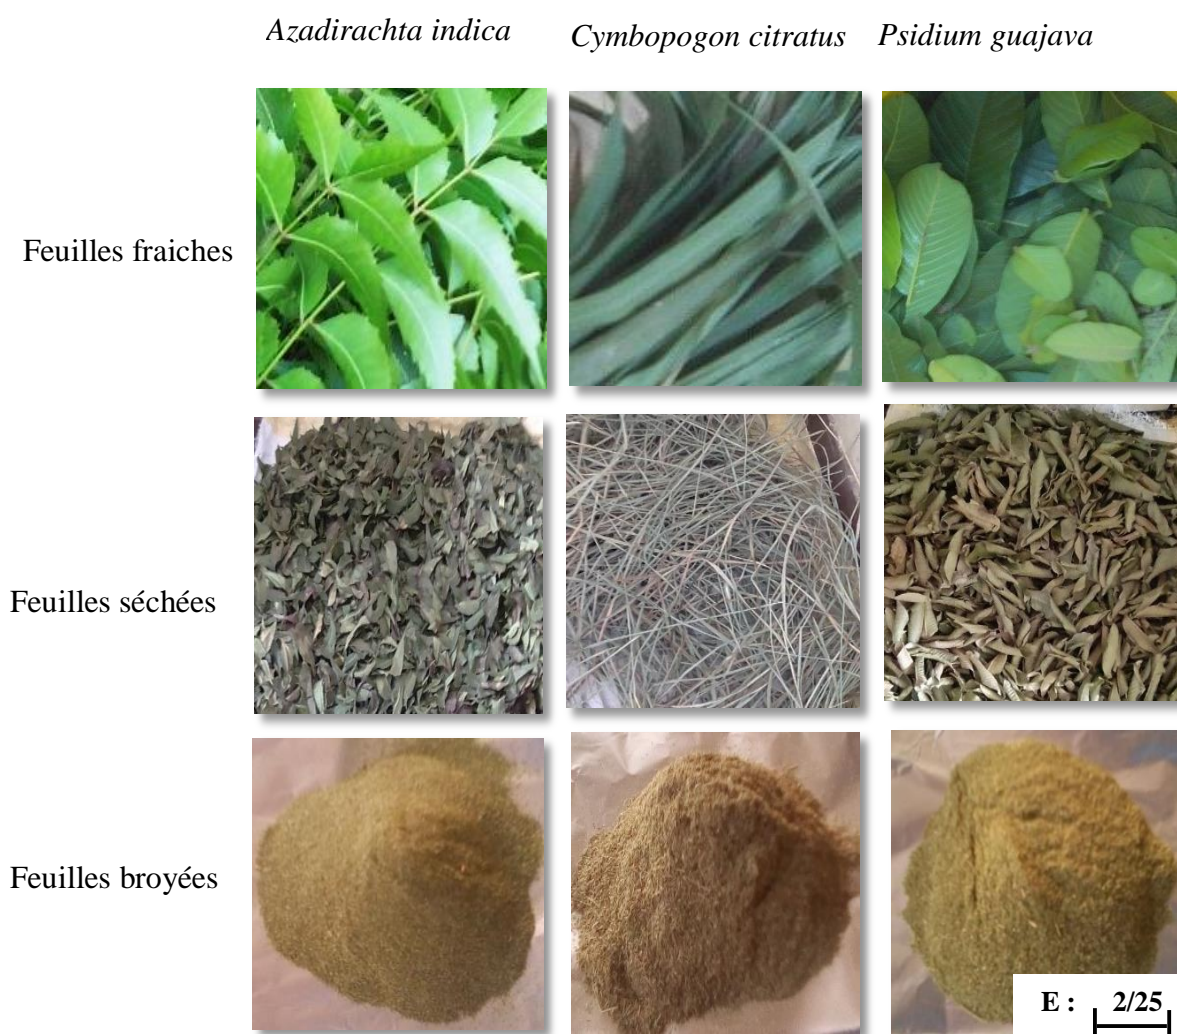 Azadirachta indica Cymbopogon citratus Psidium guajava
Feuilles fraiches
Feuilles séchées
Feuilles broyées
E : 2/25